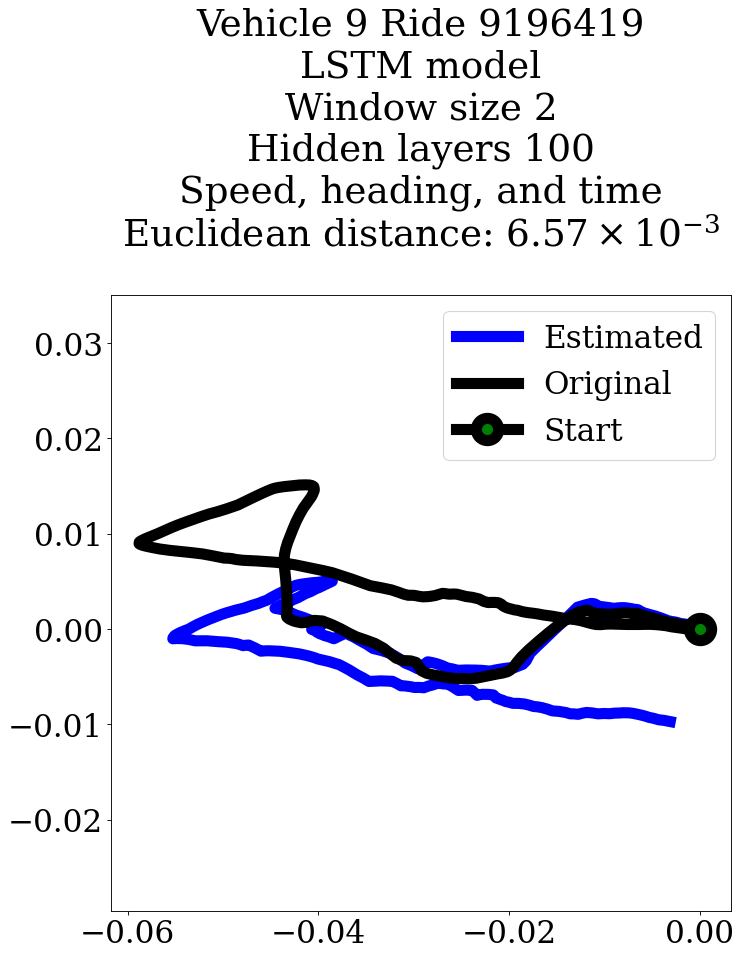 Vehicle 9 Ride 9196419
LSTM model
Window size 2
Hidden layers 100
Speed, heading, and time
Euclidean distance: 6.57 × 10⁻³
Estimated
Original
Start
0.03
0.02
0.01
0.00
−0.01
−0.02
−0.06
−0.04
−0.02
0.00